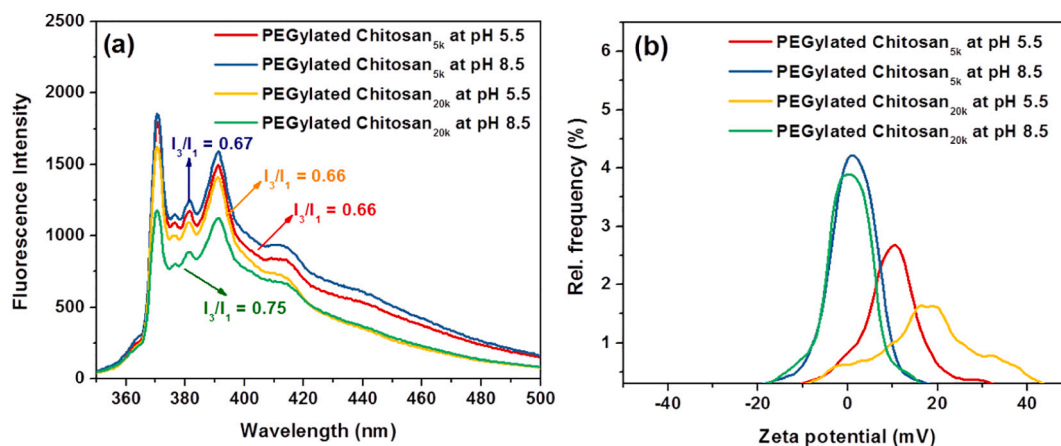 (a)
PEGylated Chitosan5k at pH 5.5
PEGylated Chitosan5k at pH 8.5
PEGylated Chitosan20k at pH 5.5
PEGylated Chitosan20k at pH 8.5
I3/I1 = 0.67
I3/I1 = 0.66
I3/I1 = 0.66
I3/I1 = 0.75
Fluorescence Intensity
2500
2000
1500
1000
500
0
360 380 400 420 440 460 480 500
Wavelength (nm)
(b)
PEGylated Chitosan5k at pH 5.5
PEGylated Chitosan5k at pH 8.5
PEGylated Chitosan20k at pH 5.5
PEGylated Chitosan20k at pH 8.5
Rel. frequency (%)
6
5
4
3
2
1
-40 -20 0 20 40
Zeta potential (mV)